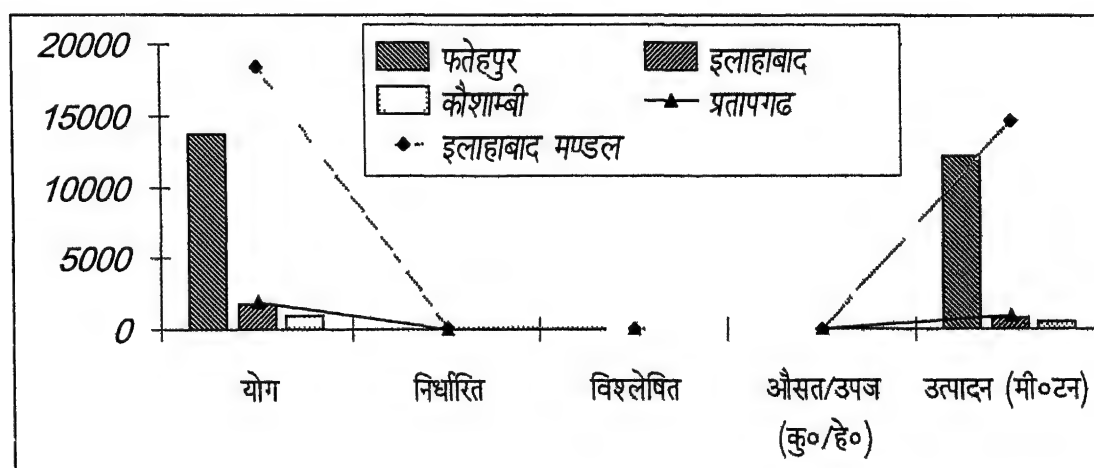 20000
15000
10000
5000
0
फतेहपुर
इलाहाबाद
कौशाम्बी
प्रतापगढ
इलाहाबाद मण्डल
योग
निर्धारित
विश्लेषित
औसत/उपज
(कु०/हे०)
उत्पादन (मी०टन)